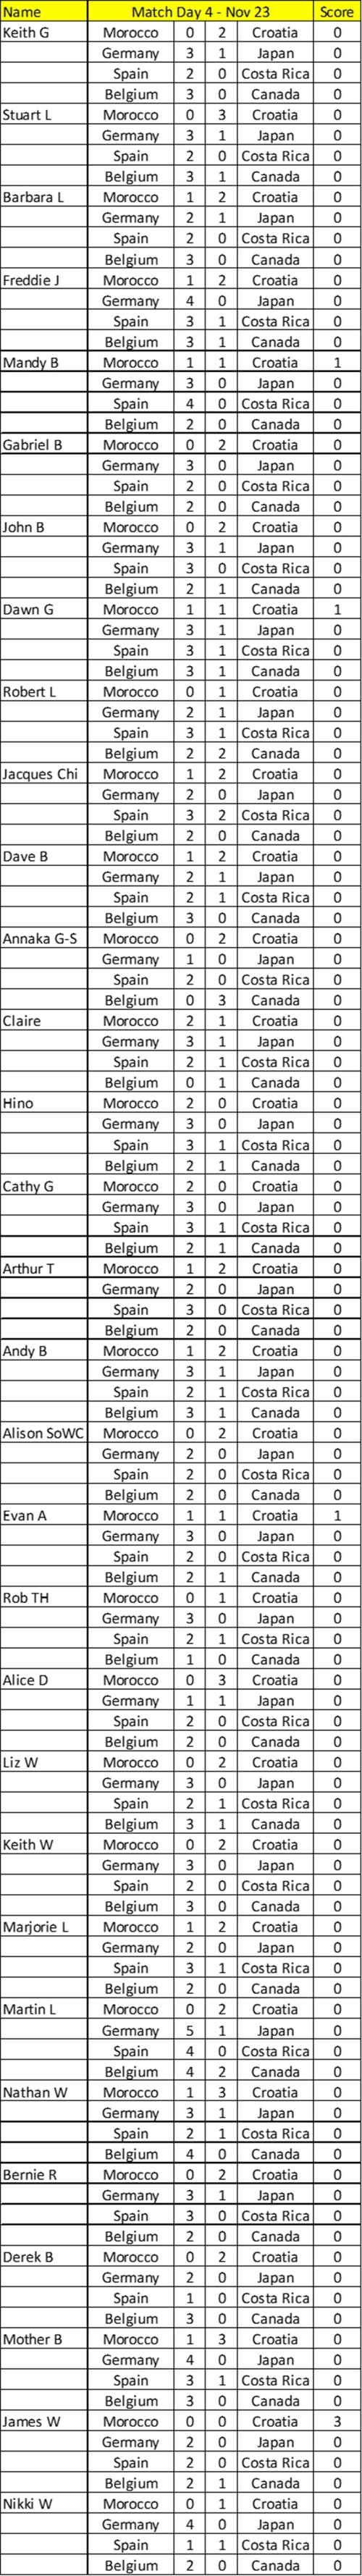 Name Match Day 4 - Nov 23 Score
Keith G Morocco 0 2 Croatia 0
Germany 3 1 Japan 0
Spain 2 0 Costa Rica 0
Belgium 3 0 Canada 0
Stuart L Morocco 0 3 Croatia 0
Germany 3 1 Japan 0
Spain 2 0 Costa Rica 0
Belgium 3 1 Canada 0
Barbara L Morocco 1 2 Croatia 0
Germany 2 1 Japan 0
Spain 2 0 Costa Rica 0
Belgium 3 0 Canada 0
Freddie J Morocco 1 2 Croatia 0
Germany 4 0 Japan 0
Spain 3 1 Costa Rica 0
Belgium 3 1 Canada 0
Mandy B Morocco 1 1 Croatia 1
Germany 3 0 Japan 0
Spain 4 0 Costa Rica 0
Belgium 2 0 Canada 0
Gabriel B Morocco 0 2 Croatia 0
Germany 3 0 Japan 0
Spain 2 0 Costa Rica 0
Belgium 2 0 Canada 0
John B Morocco 0 2 Croatia 0
Germany 3 1 Japan 0
Spain 3 0 Costa Rica 0
Belgium 2 1 Canada 0
Dawn G Morocco 1 1 Croatia 1
Germany 3 1 Japan 0
Spain 3 1 Costa Rica 0
Belgium 3 1 Canada 0
Robert L Morocco 0 1 Croatia 0
Germany 2 1 Japan 0
Spain 3 1 Costa Rica 0
Belgium 2 2 Canada 0
Jacques Chi Morocco 1 2 Croatia 0
Germany 2 0 Japan 0
Spain 3 2 Costa Rica 0
Belgium 2 0 Canada 0
Dave B Morocco 1 2 Croatia 0
Germany 2 1 Japan 0
Spain 2 1 Costa Rica 0
Belgium 3 0 Canada 0
Annaka G-S Morocco 0 2 Croatia 0
Germany 1 0 Japan 0
Spain 2 0 Costa Rica 0
Belgium 0 3 Canada 0
Claire Morocco 2 1 Croatia 0
Germany 3 1 Japan 0
Spain 2 1 Costa Rica 0
Belgium 0 1 Canada 0
Hino Morocco 2 0 Croatia 0
Germany 3 0 Japan 0
Spain 3 1 Costa Rica 0
Belgium 2 1 Canada 0
Cathy G Morocco 2 0 Croatia 0
Germany 3 0 Japan 0
Spain 3 1 Costa Rica 0
Belgium 2 1 Canada 0
Arthur T Morocco 1 2 Croatia 0
Germany 2 0 Japan 0
Spain 3 0 Costa Rica 0
Belgium 2 0 Canada 0
Andy B Morocco 1 2 Croatia 0
Germany 3 1 Japan 0
Spain 2 1 Costa Rica 0
Belgium 3 1 Canada 0
Alison SoWC Morocco 0 2 Croatia 0
Germany 2 0 Japan 0
Spain 2 0 Costa Rica 0
Belgium 2 0 Canada 0
Evan A Morocco 1 1 Croatia 1
Germany 3 0 Japan 0
Spain 2 0 Costa Rica 0
Belgium 2 1 Canada 0
Rob TH Morocco 0 1 Croatia 0
Germany 3 0 Japan 0
Spain 2 1 Costa Rica 0
Belgium 1 0 Canada 0
Alice D Morocco 0 3 Croatia 0
Germany 1 1 Japan 0
Spain 2 0 Costa Rica 0
Belgium 2 0 Canada 0
Liz W Morocco 0 2 Croatia 0
Germany 3 0 Japan 0
Spain 2 1 Costa Rica 0
Belgium 3 1 Canada 0
Keith W Morocco 0 2 Croatia 0
Germany 3 0 Japan 0
Spain 2 0 Costa Rica 0
Belgium 3 0 Canada 0
Marjorie L Morocco 1 2 Croatia 0
Germany 2 0 Japan 0
Spain 3 1 Costa Rica 0
Belgium 2 0 Canada 0
Martin L Morocco 0 2 Croatia 0
Germany 5 1 Japan 0
Spain 4 0 Costa Rica 0
Belgium 4 2 Canada 0
Nathan W Morocco 1 3 Croatia 0
Germany 3 1 Japan 0
Spain 2 1 Costa Rica 0
Belgium 4 0 Canada 0
Bernie R Morocco 0 2 Croatia 0
Germany 3 1 Japan 0
Spain 3 0 Costa Rica 0
Belgium 2 0 Canada 0
Derek B Morocco 0 2 Croatia 0
Germany 2 0 Japan 0
Spain 1 0 Costa Rica 0
Belgium 3 0 Canada 0
Mother B Morocco 1 3 Croatia 0
Germany 4 0 Japan 0
Spain 3 1 Costa Rica 0
Belgium 3 0 Canada 0
James W Morocco 0 0 Croatia 3
Germany 2 0 Japan 0
Spain 2 0 Costa Rica 0
Belgium 2 1 Canada 0
Nikki W Morocco 0 1 Croatia 0
Germany 4 0 Japan 0
Spain 1 1 Costa Rica 0
Belgium 2 0 Canada 0